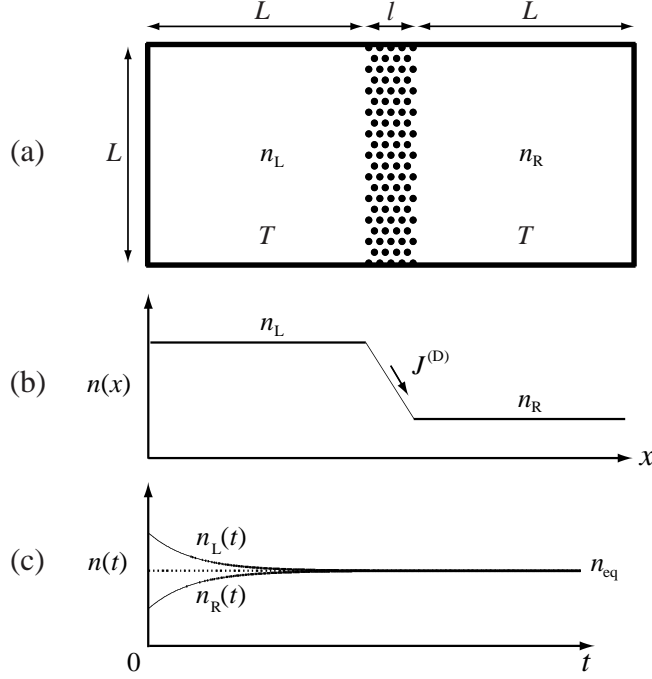 L l L
(a) L n_L n_R
T T
n_L
(b) n(x) J^(D)
n_R
x
n_L(t)
(c) n(t) n_eq
n_R(t)
0 t